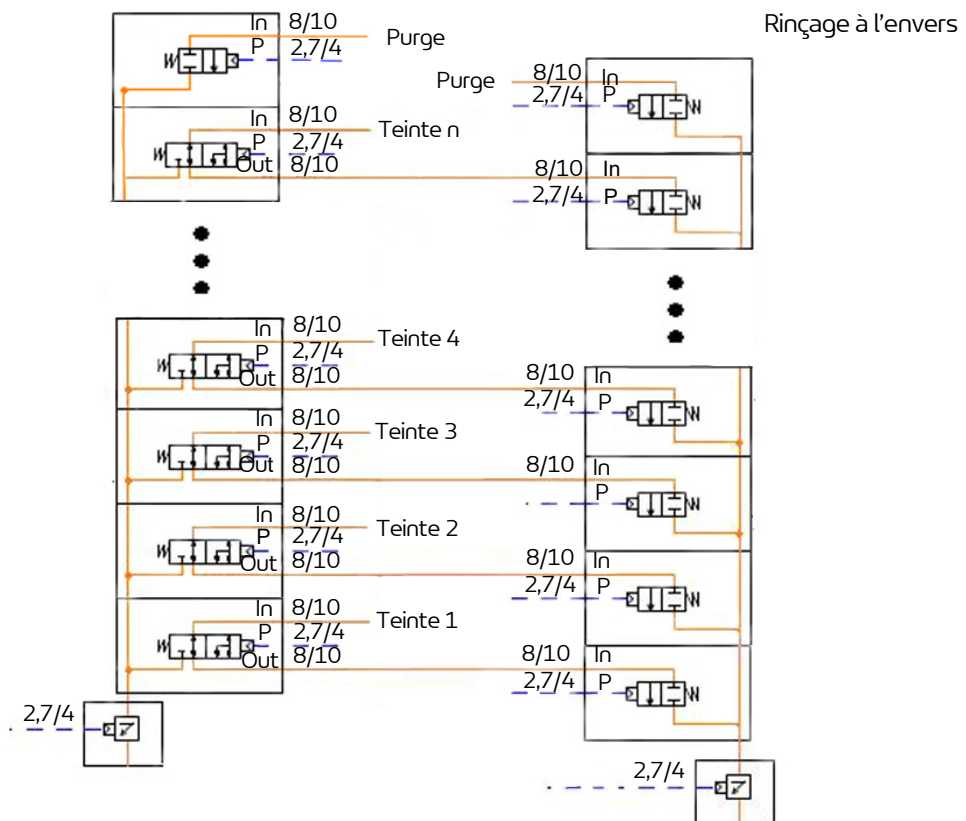 Rinçage à l'envers
In 8/10
Purge
P 2,7/4
In 8/10
Teinte n
P 2,7/4
Out 8/10
Purge
8/10 In
2,7/4 P
8/10 In
2,7/4 P
In 8/10
Teinte 4
P 2,7/4
Out 8/10
In 8/10
Teinte 3
P 2,7/4
Out 8/10
In 8/10
Teinte 2
P 2,7/4
Out 8/10
In 8/10
Teinte 1
P 2,7/4
Out 8/10
2,7/4
8/10 In
2,7/4 P
8/10 In
P
8/10 In
2,7/4 P
8/10 In
2,7/4 P
2,7/4